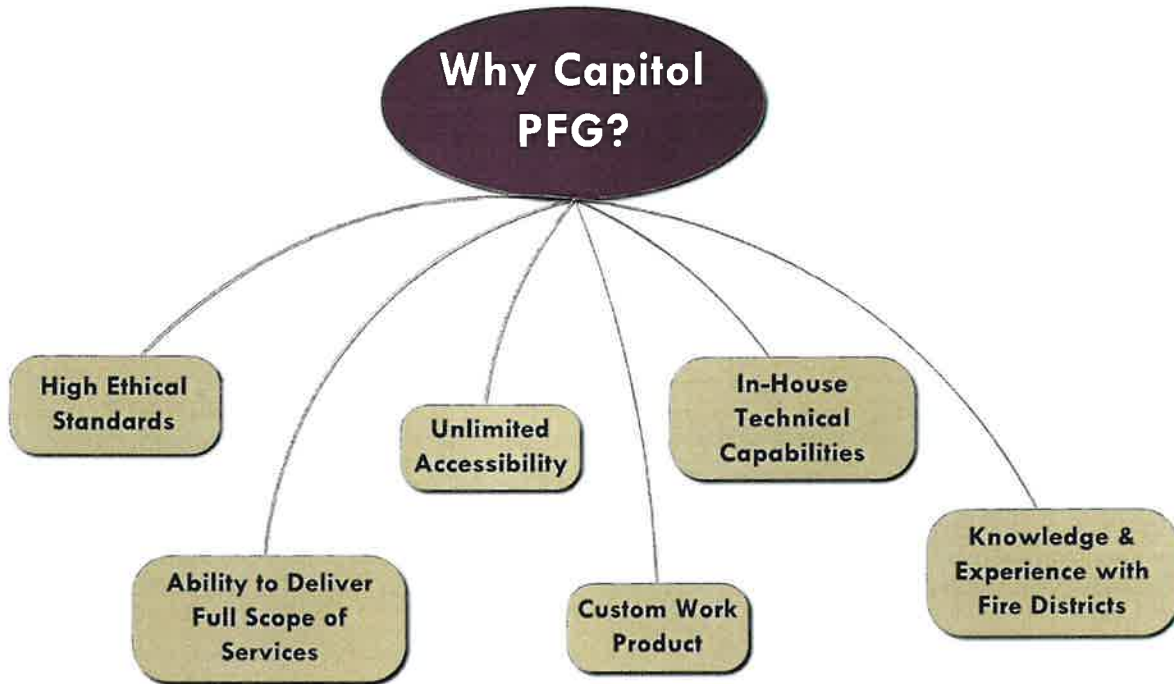 Why Capitol
PFG?
High Ethical
Standards
Ability to Deliver
Full Scope of
Services
Unlimited
Accessibility
Custom Work
Product
In-House
Technical
Capabilities
Knowledge &
Experience with
Fire Districts